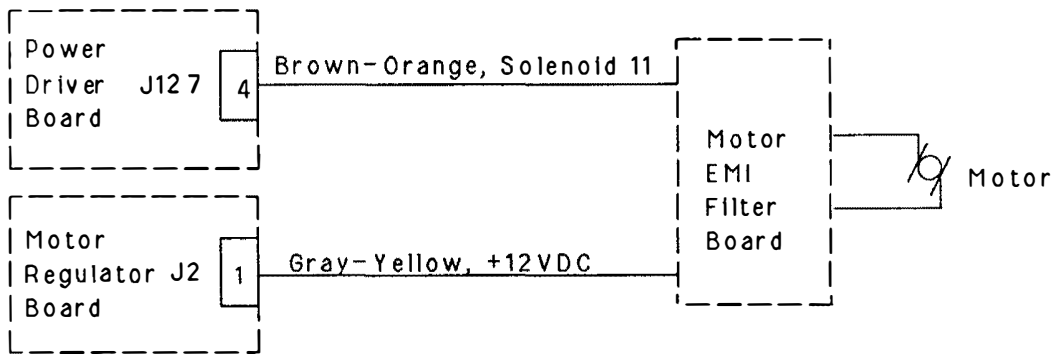 Power
Driver J127
Board
4
Brown-Orange, Solenoid 11
Motor
EMI
Filter
Board
Motor
Motor
Regulator J2
Board
1
Gray-Yellow, +12VDC